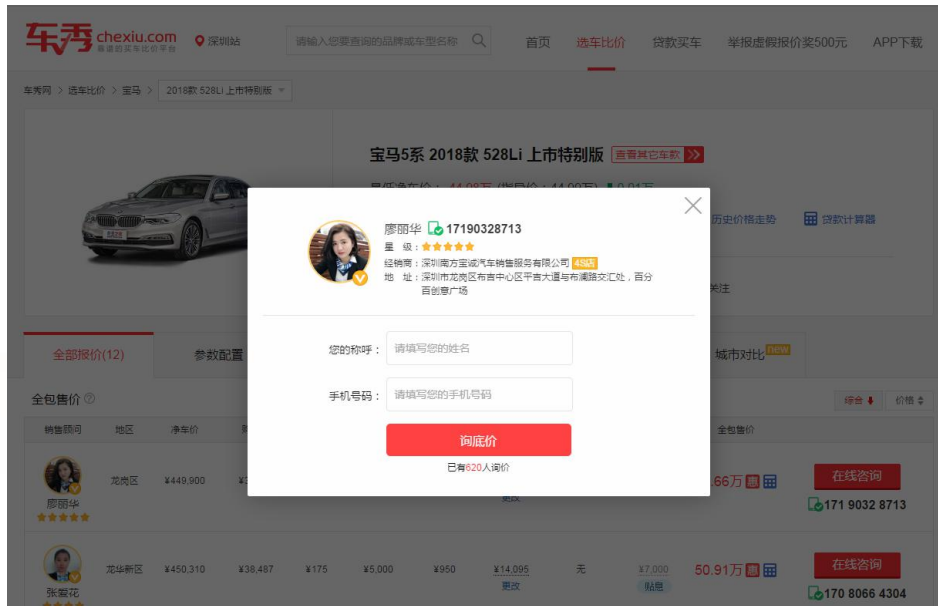 车秀 chexiu.com
靠谱的买车比价平台
深圳站
请输入您要查询的品牌或车型名称
首页 选车比价 贷款买车 举报虚假报价奖500元 APP下载
车秀网 > 选车比价 > 宝马 > 2018款 528Li 上市特别版
宝马5系 2018款 528Li 上市特别版 查看其它车款
廖丽华 17190328713
星 级：
经销商：深圳南方宝诚汽车销售服务有限公司 4S店
地 址：深圳市龙岗区布吉中心区平吉大道与布澜路交汇处，百分
百创意广场
历史价格走势 贷款计算器
关注
您的称呼： 请填写您的姓名
手机号码： 请填写您的手机号码
询底价
已有620人询价
全部报价(12) 参数配置 城市对比 new
全包售价
综合 价格
销售顾问 地区 净车价 全包售价
廖丽华 龙岗区 ¥449,900 .66万 惠 在线咨询
171 9032 8713
更改
张爱花 龙华新区 ¥450,310 ¥38,487 ¥175 ¥5,000 ¥950 ¥14,095 无 ¥7,000 50.91万 惠 在线咨询
更改 贴息
170 8066 4304